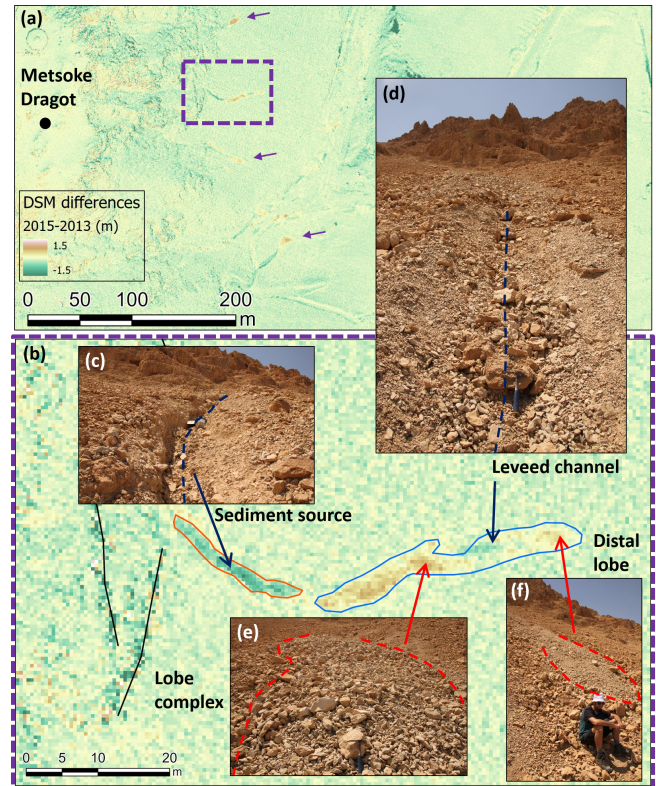 (a)
Metsoke
Dragot
DSM differences
2015-2013 (m)
1.5
-1.5
0 50 100 200
m
(d)
(b)
(c)
Leveed channel
Sediment source
Distal
lobe
(e)
(f)
Lobe
complex
0 5 10 20
m